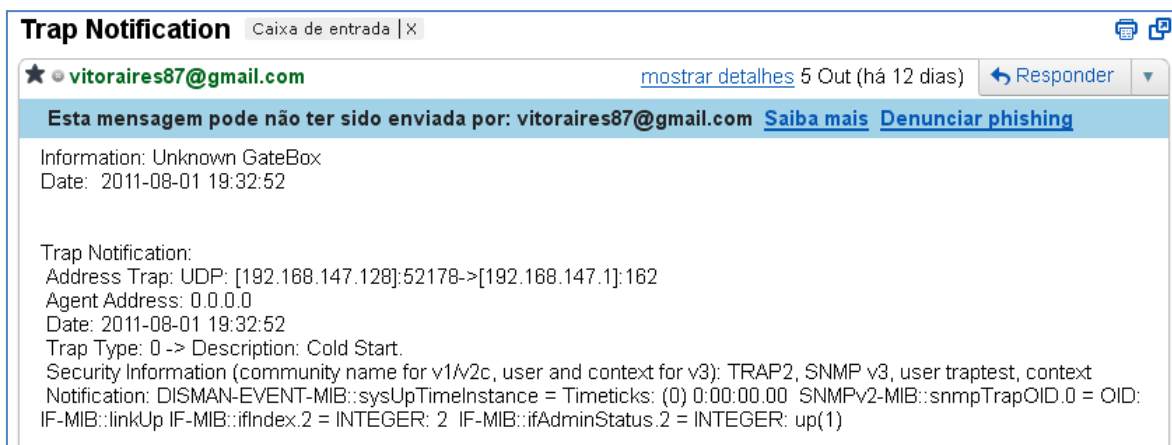 Trap Notification Caixa de entrada | X
vitoraires87@gmail.com mostrar detalhes 5 Out (há 12 dias) Responder
Esta mensagem pode não ter sido enviada por: vitoraires87@gmail.com Saiba mais Denunciar phishing
Information: Unknown GateBox
Date: 2011-08-01 19:32:52
Trap Notification:
Address Trap: UDP: [192.168.147.128]:52178->[192.168.147.1]:162
Agent Address: 0.0.0.0
Date: 2011-08-01 19:32:52
Trap Type: 0 -> Description: Cold Start.
Security Information (community name for v1/v2c, user and context for v3): TRAP2, SNMP v3, user traptest, context
Notification: DISMAN-EVENT-MIB::sysUpTimeInstance = Timeticks: (0) 0:00:00.00 SNMPv2-MIB::snmpTrapOID.0 = OID:
IF-MIB::linkUp IF-MIB::ifIndex.2 = INTEGER: 2 IF-MIB::ifAdminStatus.2 = INTEGER: up(1)